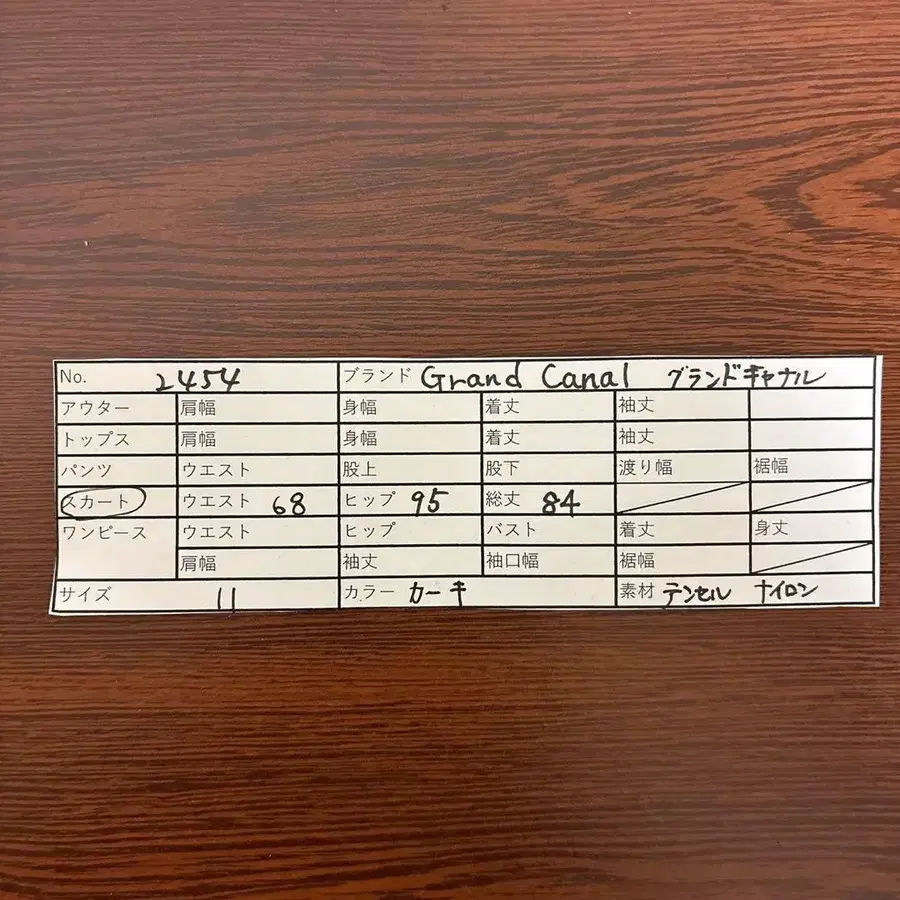 No. 2454 ブランド Grand Canal グランドキャナル
アウター 肩幅 身幅 着丈 袖丈
トップス 肩幅 身幅 着丈 袖丈
パンツ ウエスト 股上 股下 渡り幅 裾幅
スカート ウエスト 68 ヒップ 95 総丈 84
ワンピース ウエスト ヒップ バスト 着丈 身丈
肩幅 袖丈 袖口幅 裾幅
サイズ 11 カラー カーキ 素材 テンセル ナイロン